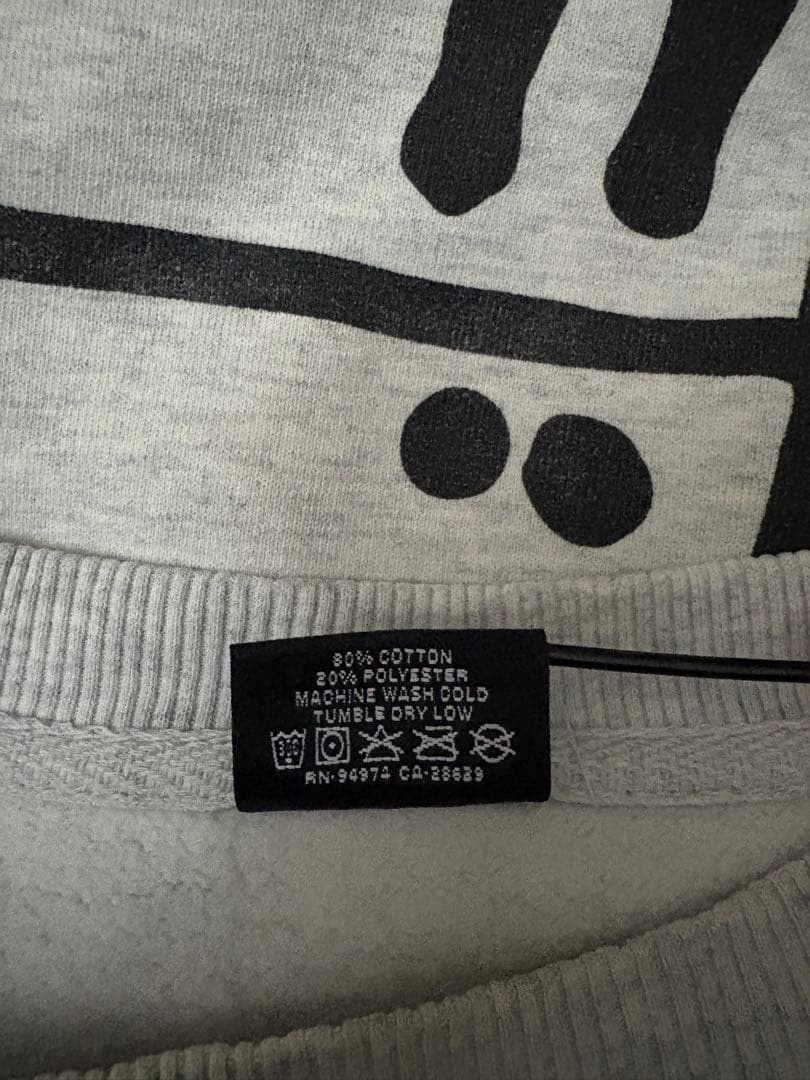 80% COTTON
20% POLYESTER
MACHINE WASH COLD
TUMBLE DRY LOW
RN-94974 CA-28629